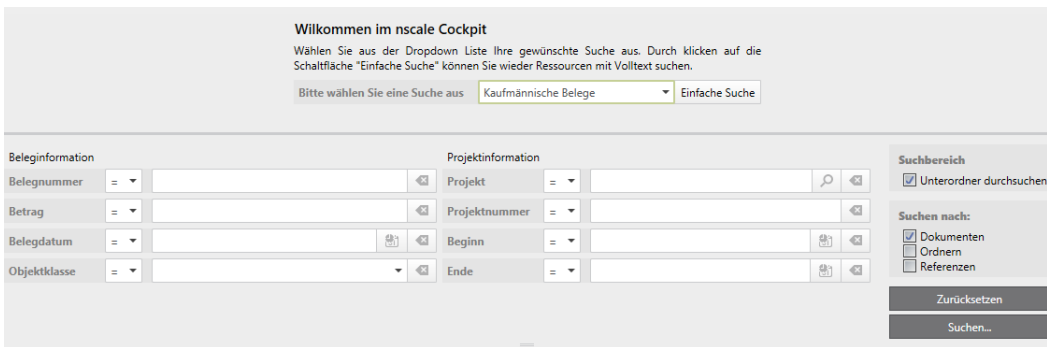 Wilkommen im nscale Cockpit
Wählen Sie aus der Dropdown Liste Ihre gewünschte Suche aus. Durch klicken auf die
Schaltfläche "Einfache Suche" können Sie wieder Ressourcen mit Volltext suchen.
Bitte wählen Sie eine Suche aus Kaufmännische Belege Einfache Suche
Beleginformation Projektinformation Suchbereich
Belegnummer = Projekt = Unterordner durchsuchen
Betrag = Projektnummer = Suchen nach:
Belegdatum = Beginn = Dokumenten
Ordnern
Objektklasse = Ende = Referenzen
Zurücksetzen
Suchen...